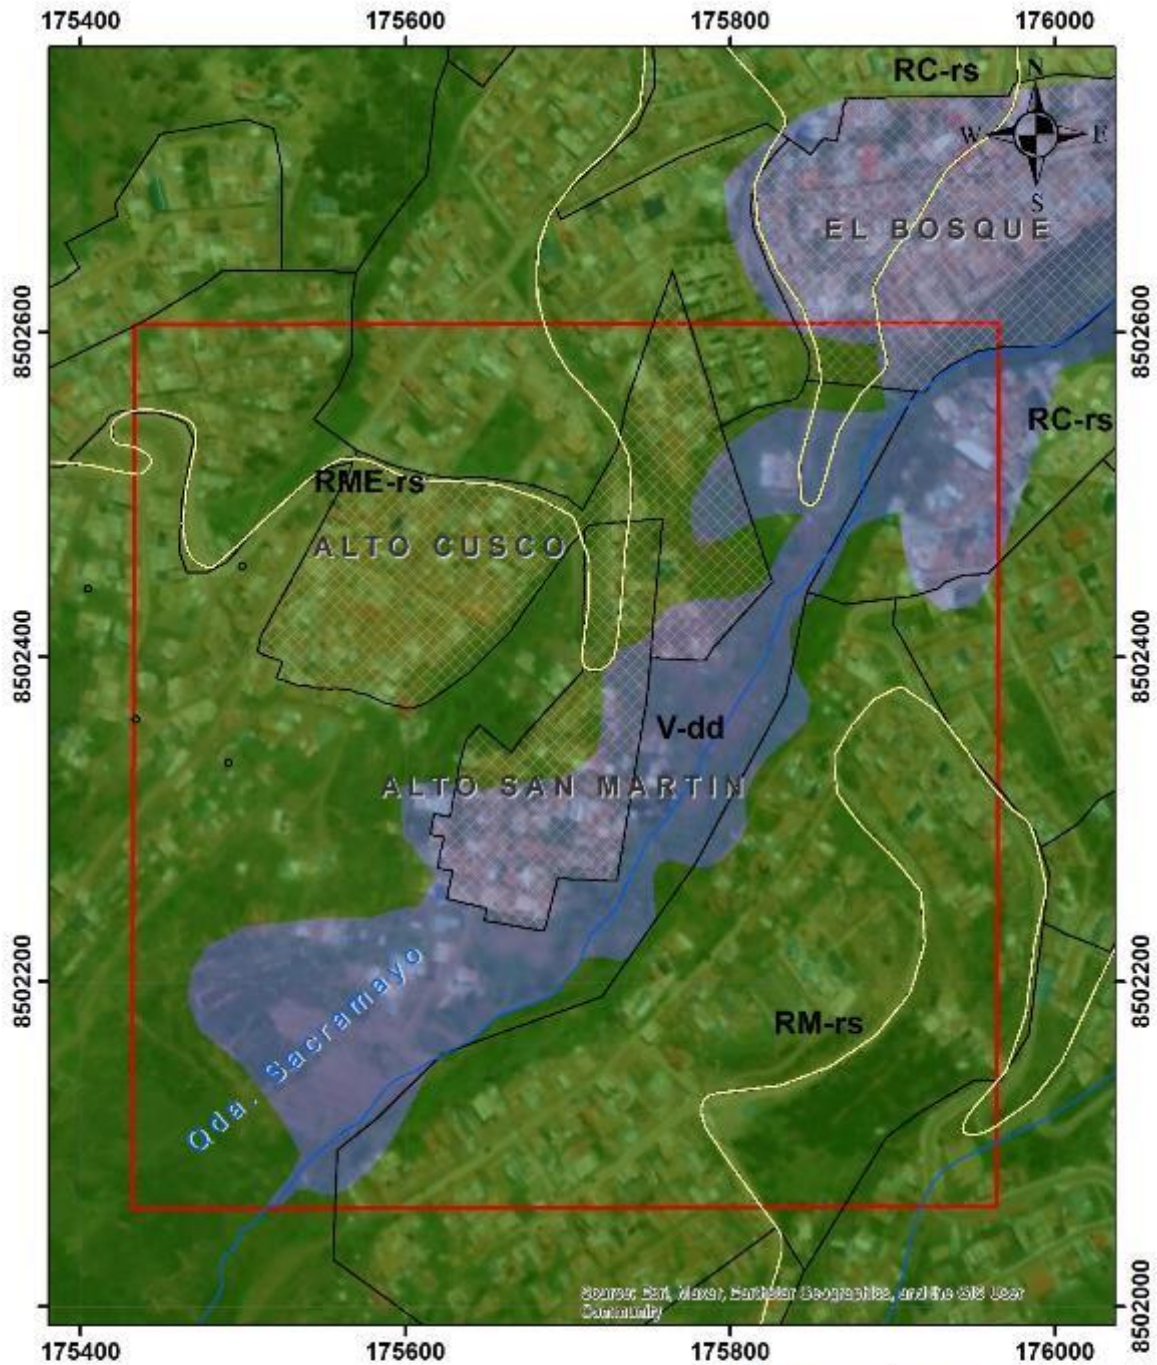 175400 175600 175800 176000
RC-rs
N
W E
S
EL BOSQUE
8502600 8502600
RC-rs
RME-rs
ALTO CUSCO
8502400 8502400
V-dd
ALTO SAN MARTIN
8502200 8502200
Qda. Sacramayo
RM-rs
Source: Esri, Maxar, Earthstar Geographics, and the GIS User
Community
8502000
175400 175600 175800 176000